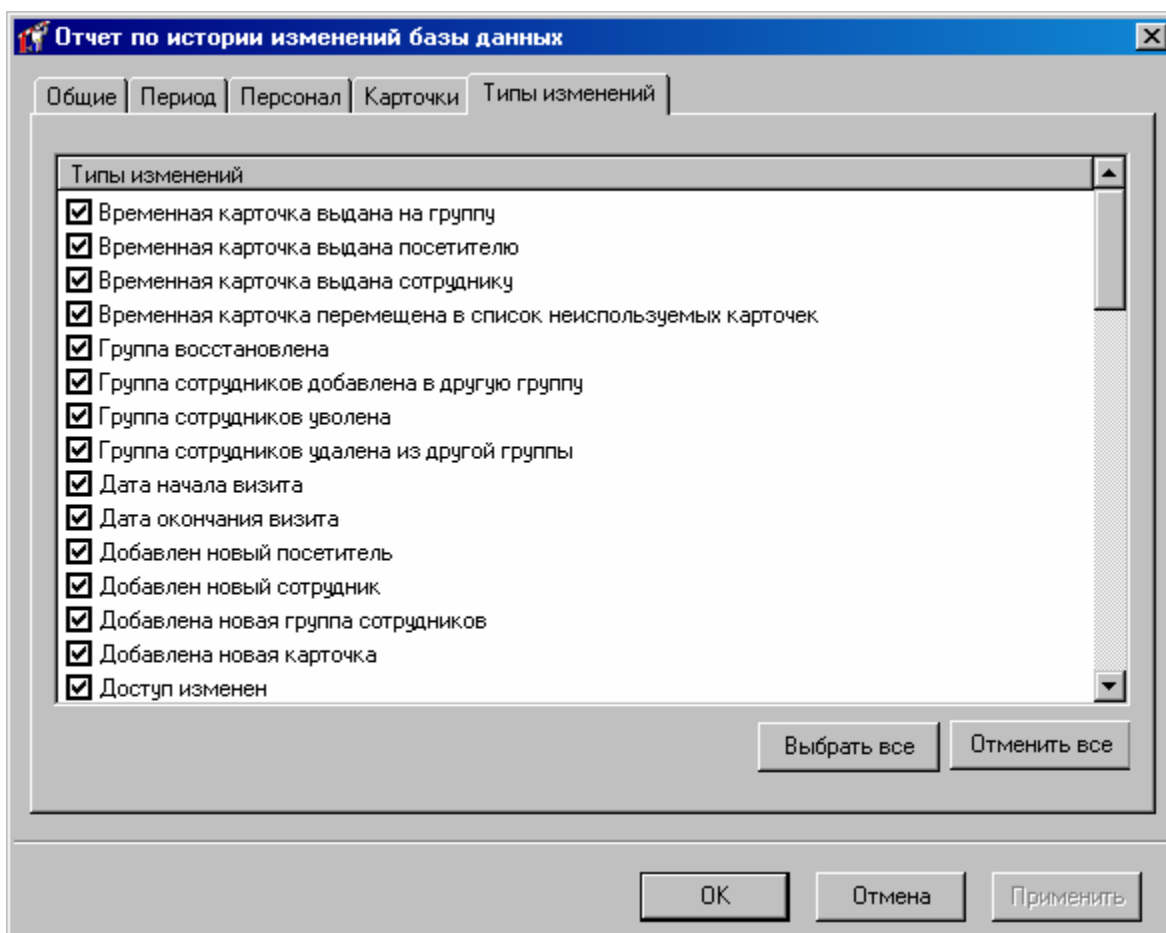 Отчет по истории изменений базы данных
Общие Период Персонал Карточки Типы изменений
Типы изменений
Временная карточка выдана на группу
Временная карточка выдана посетителю
Временная карточка выдана сотруднику
Временная карточка перемещена в список неиспользуемых карточек
Группа восстановлена
Группа сотрудников добавлена в другую группу
Группа сотрудников уволена
Группа сотрудников удалена из другой группы
Дата начала визита
Дата окончания визита
Добавлен новый посетитель
Добавлен новый сотрудник
Добавлена новая группа сотрудников
Добавлена новая карточка
Доступ изменен
Выбрать все Отменить все
OK Отмена Применить